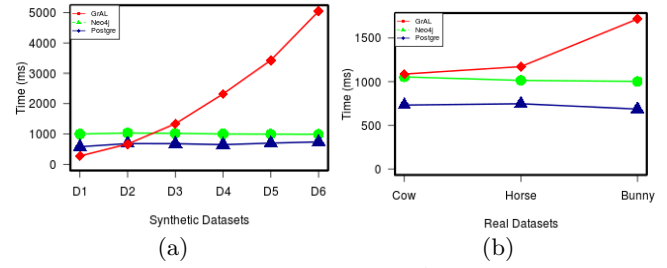 GrAL
Neo4j
Postgre
5000
4000
3000
2000
1000
0
Time (ms)
D1 D2 D3 D4 D5 D6
Synthetic Datasets
(a)
GrAL
Neo4j
Postgre
1500
1000
500
0
Time (ms)
Cow Horse Bunny
Real Datasets
(b)